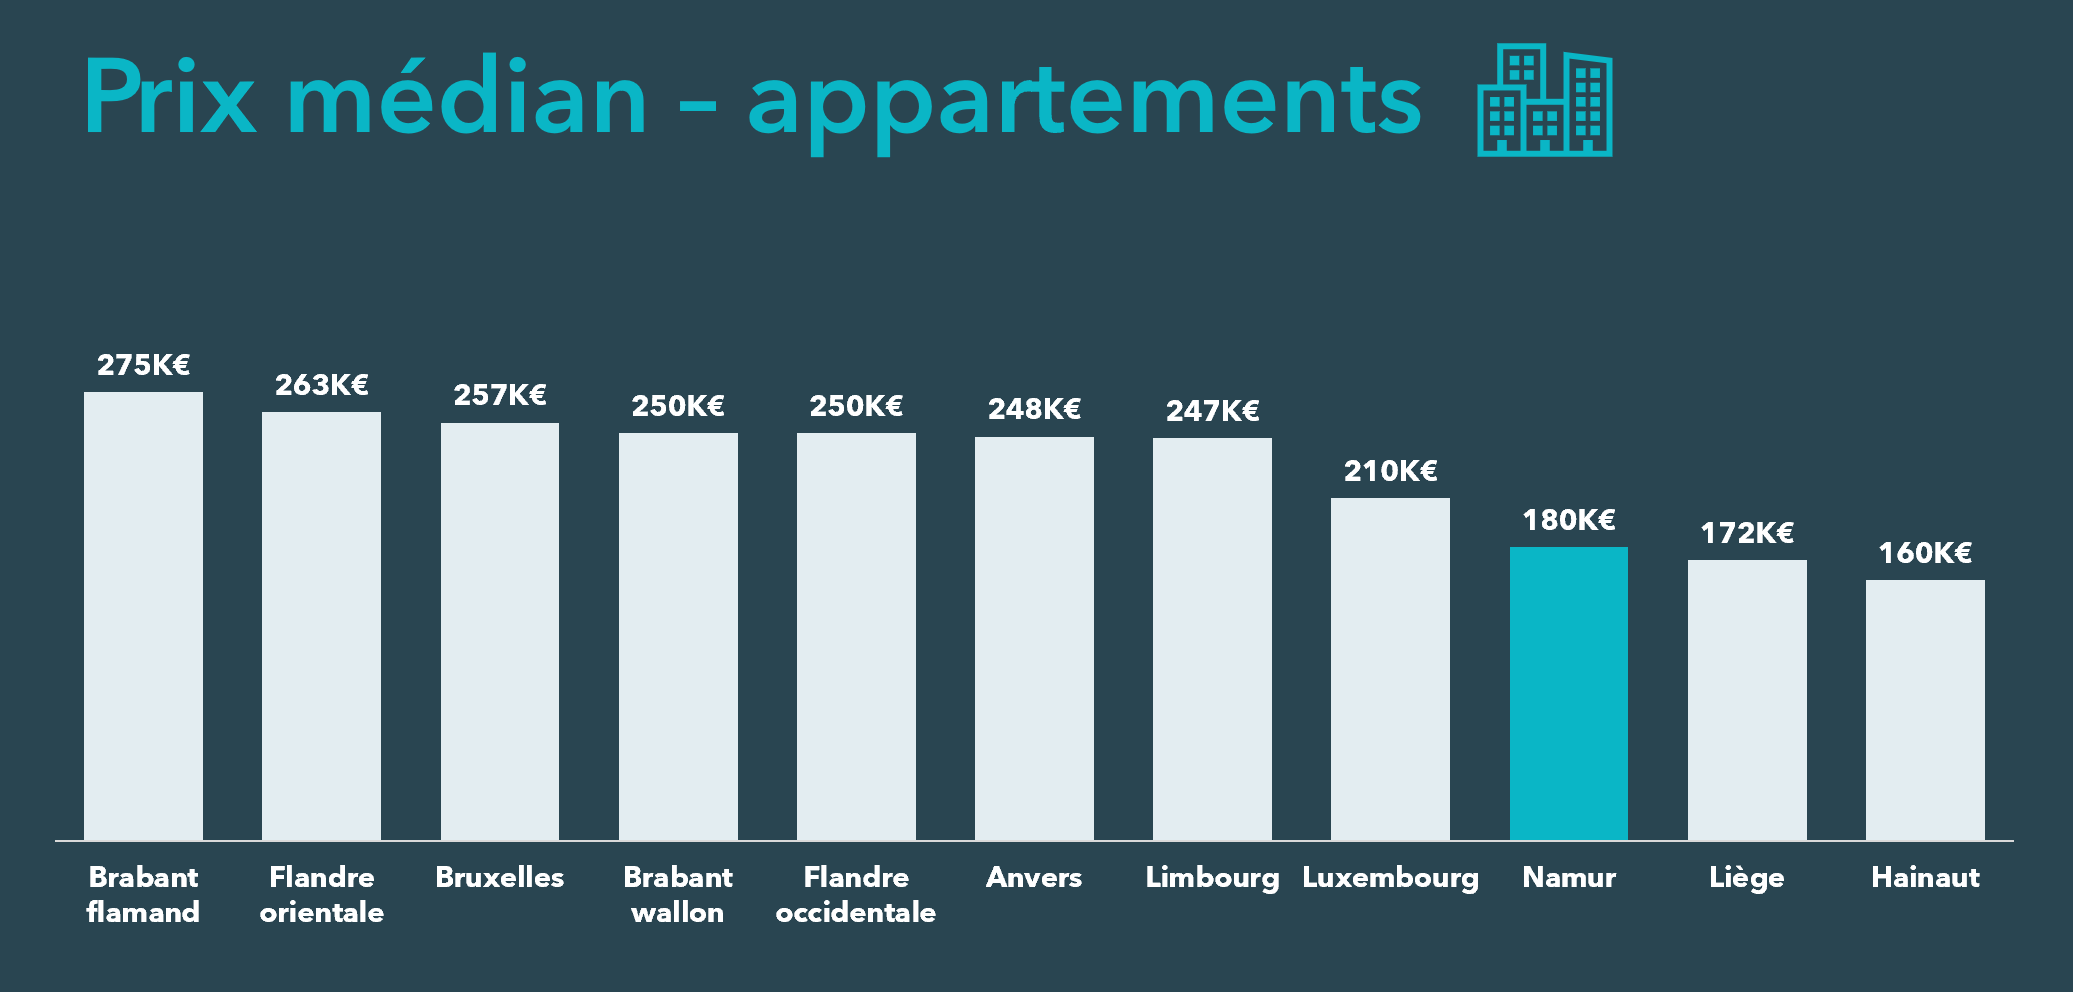 Prix médian – appartements
275K€
263K€
257K€
250K€
250K€
248K€
247K€
210K€
180K€
172K€
160K€
Brabant
flamand
Flandre
orientale
Bruxelles
Brabant
wallon
Flandre
occidentale
Anvers
Limbourg
Luxembourg
Namur
Liège
Hainaut